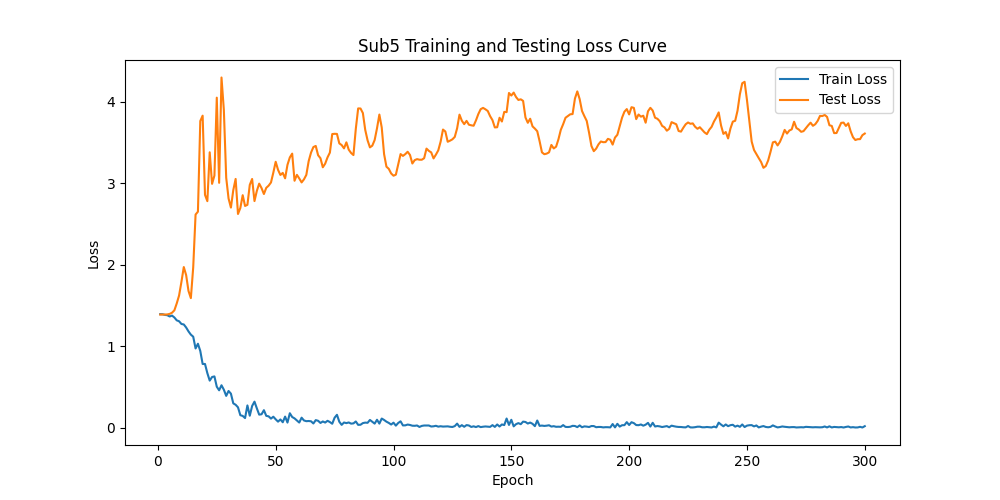 Sub5 Training and Testing Loss Curve
Train Loss
Test Loss
4
3
2
1
0
Loss
0 50 100 150 200 250 300
Epoch